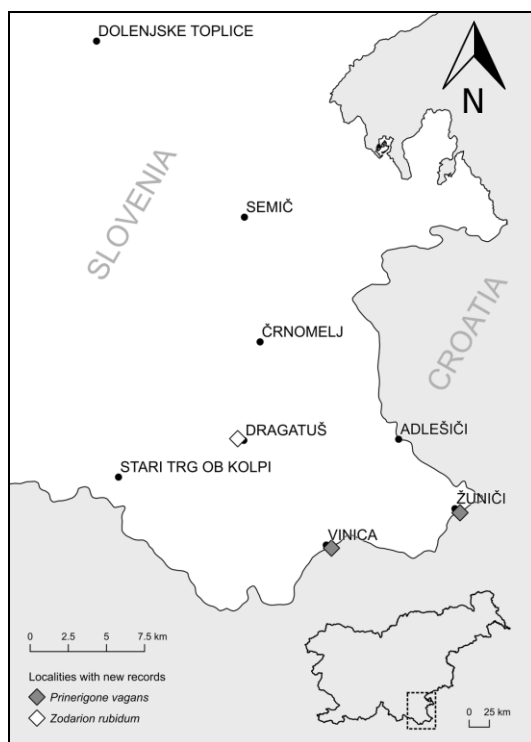 DOLENJSKE TOPLICE
N
SLOVENIA
SEMIČ
CROATIA
ČRNOMELJ
DRAGATUŠ
ADLEŠIČI
STARI TRG OB KOLPI
ŽUNIČI
VINICA
0 2.5 5 7.5 km
Localities with new records
Prinerigone vagans
Zodarion rubidum
0 25 km